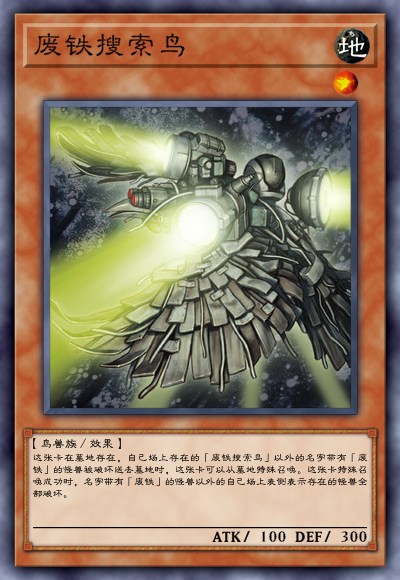 废铁搜索鸟
地
【鸟兽族／效果】
这张卡在墓地存在，自己场上存在的「废铁搜索鸟」以外的名字带有「废
铁」的怪兽被破坏送去墓地时，这张卡可以从墓地特殊召唤。这张卡特殊召
唤成功时，名字带有「废铁」的怪兽以外的自己场上表侧表示存在的怪兽全
部破坏。
ATK/ 100 DEF/ 300